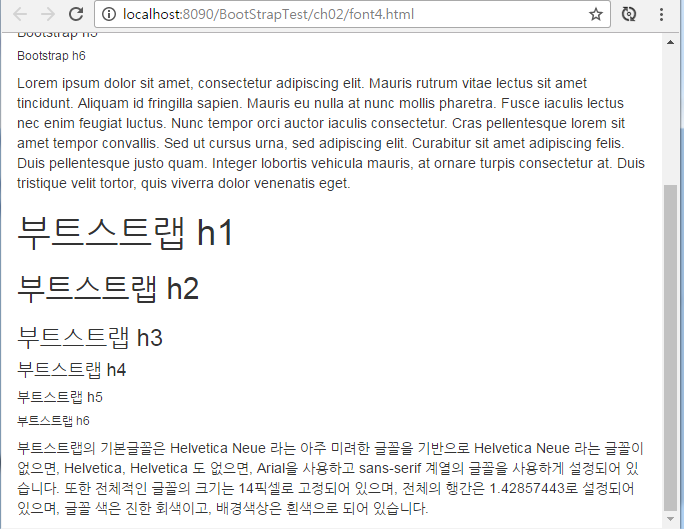 localhost:8090/BootStrapTest/ch02/font4.html
Bootstrap h5
Bootstrap h6
Lorem ipsum dolor sit amet, consectetur adipiscing elit. Mauris rutrum vitae lectus sit amet
tincidunt. Aliquam id fringilla sapien. Mauris eu nulla at nunc mollis pharetra. Fusce iaculis lectus
nec enim feugiat luctus. Nunc tempor orci auctor iaculis consectetur. Cras pellentesque lorem sit
amet tempor convallis. Sed ut cursus urna, sed adipiscing elit. Curabitur sit amet adipiscing felis.
Duis pellentesque justo quam. Integer lobortis vehicula mauris, at ornare turpis consectetur at. Duis
tristique velit tortor, quis viverra dolor venenatis eget.
부트스트랩 h1
부트스트랩 h2
부트스트랩 h3
부트스트랩 h4
부트스트랩 h5
부트스트랩 h6
부트스트랩의 기본글꼴은 Helvetica Neue 라는 아주 미려한 글꼴을 기반으로 Helvetica Neue 라는 글꼴이
없으면, Helvetica, Helvetica 도 없으면, Arial을 사용하고 sans-serif 계열의 글꼴을 사용하게 설정되어 있
습니다. 또한 전체적인 글꼴의 크기는 14픽셀로 고정되어 있으며, 전체의 행간은 1.42857443로 설정되어
있으며, 글꼴 색은 진한 회색이고, 배경색상은 흰색으로 되어 있습니다.